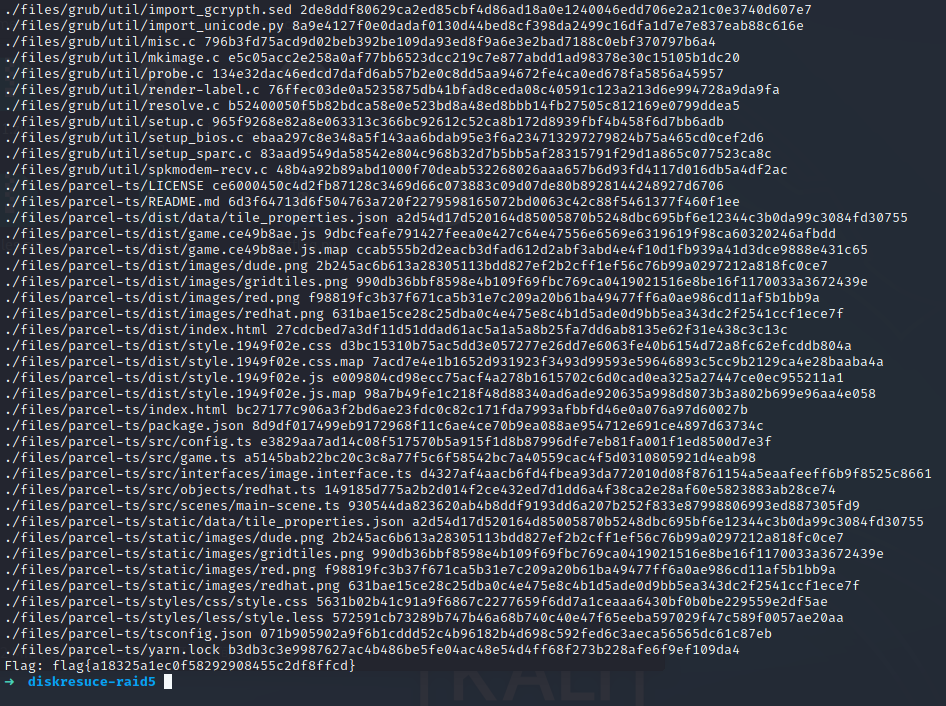 ./files/grub/util/import_gcrypth.sed 2de8ddf80629ca2ed85cbf4d86ad18a0e1240046edd706e2a21c0e3740d607e7
./files/grub/util/import_unicode.py 8a9e4127f0e0dadaf0130d44bed8cf398da2499c16dfa1d7e7e837eab88c616e
./files/grub/util/misc.c 796b3fd75acd9d02beb392be109da93ed8f9a6e3e2bad7188c0ebf370797b6a4
./files/grub/util/mkimage.c e5c05acc2e258a0af77bb6523dcc219c7e877abdd1ad98378e30c15105b1dc20
./files/grub/util/probe.c 134e32dac46edcd7dafd6ab57b2e0c8dd5aa94672fe4ca0ed678fa5856a45957
./files/grub/util/render-label.c 76ffec03de0a5235875db41bfad8ceda08c40591c123a213d6e994728a9da9fa
./files/grub/util/resolve.c b52400050f5b82bdca58e0e523bd8a48ed8bbb14fb27505c812169e0799ddea5
./files/grub/util/setup.c 965f9268e82a8e063313c366bc92612c52ca8b172d8939fbf4b458f6d7bb6adb
./files/grub/util/setup_bios.c ebaa297c8e348a5f143aa6bdab95e3f6a234713297279824b75a465cd0cef2d6
./files/grub/util/setup_sparc.c 83aad9549da58542e804c968b32d7b5bb5af28315791f29d1a865c077523ca8c
./files/grub/util/spkmodem-recv.c 48b4a92b89abd1000f70deab532268026aaa657b6d93fd4117d016db5a4df2ac
./files/parcel-ts/LICENSE ce6000450c4d2fb87128c3469d66c073883c09d07de80b8928144248927d6706
./files/parcel-ts/README.md 6d3f64713d6f504763a720f2279598165072bd0063c42c88f5461377f460f1ee
./files/parcel-ts/dist/data/tile_properties.json a2d54d17d520164d85005870b5248dbc695bf6e12344c3b0da99c3084fd30755
./files/parcel-ts/dist/game.ce49b8ae.js 9dbcfeafe791427feea0e427c64e47556e6569e6319619f98ca60320246afbdd
./files/parcel-ts/dist/game.ce49b8ae.js.map ccab555b2d2eacb3dfad612d2abf3abd4e4f10d1fb939a41d3dce9888e431c65
./files/parcel-ts/dist/images/dude.png 2b245ac6b613a28305113bdd827ef2b2cff1ef56c76b99a0297212a818fc0ce7
./files/parcel-ts/dist/images/gridtiles.png 990db36bbf8598e4b109f69fbc769ca0419021516e8be16f1170033a3672439e
./files/parcel-ts/dist/images/red.png f98819fc3b37f671ca5b31e7c209a20b61ba49477ff6a0ae986cd11af5b1bb9a
./files/parcel-ts/dist/images/redhat.png 631bae15ce28c25dba0c4e475e8c4b1d5ade0d9bb5ea343dc2f2541ccf1ece7f
./files/parcel-ts/dist/index.html 27cdcbed7a3df11d51ddad61ac5a1a5a8b25fa7dd6ab8135e62f31e438c3c13c
./files/parcel-ts/dist/style.1949f02e.css d3bc15310b75ac5dd3e057277e26dd7e6063fe40b6154d72a8fc62efcddb804a
./files/parcel-ts/dist/style.1949f02e.css.map 7acd7e4e1b1652d931923f3493d99593e59646893c5cc9b2129ca4e28baaba4a
./files/parcel-ts/dist/style.1949f02e.js e009804cd98ecc75acf4a278b1615702c6d0cad0ea325a27447ce0ec955211a1
./files/parcel-ts/dist/style.1949f02e.js.map 98a7b49fe1c218f48d88340ad6ade920635a998d8073b3a802b699e96aa4e058
./files/parcel-ts/index.html bc27177c906a3f2bd6ae23fdc0c82c171fda7993afbbfd46e0a076a97d60027b
./files/parcel-ts/package.json 8d9df017499eb9172968f11c6ae4ce70b9ea088ae954712e691ce4897d63734c
./files/parcel-ts/src/config.ts e3829aa7ad14c08f517570b5a915f1d8b87996dfe7eb81fa001f1ed8500d7e3f
./files/parcel-ts/src/game.ts a5145bab22bc20c3c8a77f5c6f58542bc7a40559cac4f5d0310805921d4eab98
./files/parcel-ts/src/interfaces/image.interface.ts d4327af4aacb6fd4fbea93da772010d08f8761154a5eaafeeff6b9f8525c8661
./files/parcel-ts/src/objects/redhat.ts 149185d775a2b2d014f2ce432ed7d1dd6a4f38ca2e28af60e5823883ab28ce74
./files/parcel-ts/src/scenes/main-scene.ts 930544da823620ab4b8ddf9193dd6a207b252f833e87998806993ed887305fd9
./files/parcel-ts/static/data/tile_properties.json a2d54d17d520164d85005870b5248dbc695bf6e12344c3b0da99c3084fd30755
./files/parcel-ts/static/images/dude.png 2b245ac6b613a28305113bdd827ef2b2cff1ef56c76b99a0297212a818fc0ce7
./files/parcel-ts/static/images/gridtiles.png 990db36bbf8598e4b109f69fbc769ca0419021516e8be16f1170033a3672439e
./files/parcel-ts/static/images/red.png f98819fc3b37f671ca5b31e7c209a20b61ba49477ff6a0ae986cd11af5b1bb9a
./files/parcel-ts/static/images/redhat.png 631bae15ce28c25dba0c4e475e8c4b1d5ade0d9bb5ea343dc2f2541ccf1ece7f
./files/parcel-ts/styles/css/style.css 5631b02b41c91a9f6867c2277659f6dd7a1ceaaa6430bf0b0be229559e2df5ae
./files/parcel-ts/styles/less/style.less 572591cb73289b747b46a68b740c40e47f65eeba597029f47c589f0057ae20aa
./files/parcel-ts/tsconfig.json 071b905902a9f6b1cddd52c4b96182b4d698c592fed6c3aeca56565dc61c87eb
./files/parcel-ts/yarn.lock b3db3c3e9987627ac4b486be5fe04ac48e54d4ff68f273b228afe6f9ef109da4
Flag: flag{a18325a1ec0f58292908455c2df8ffcd}
→ diskresuce-raid5
KALI